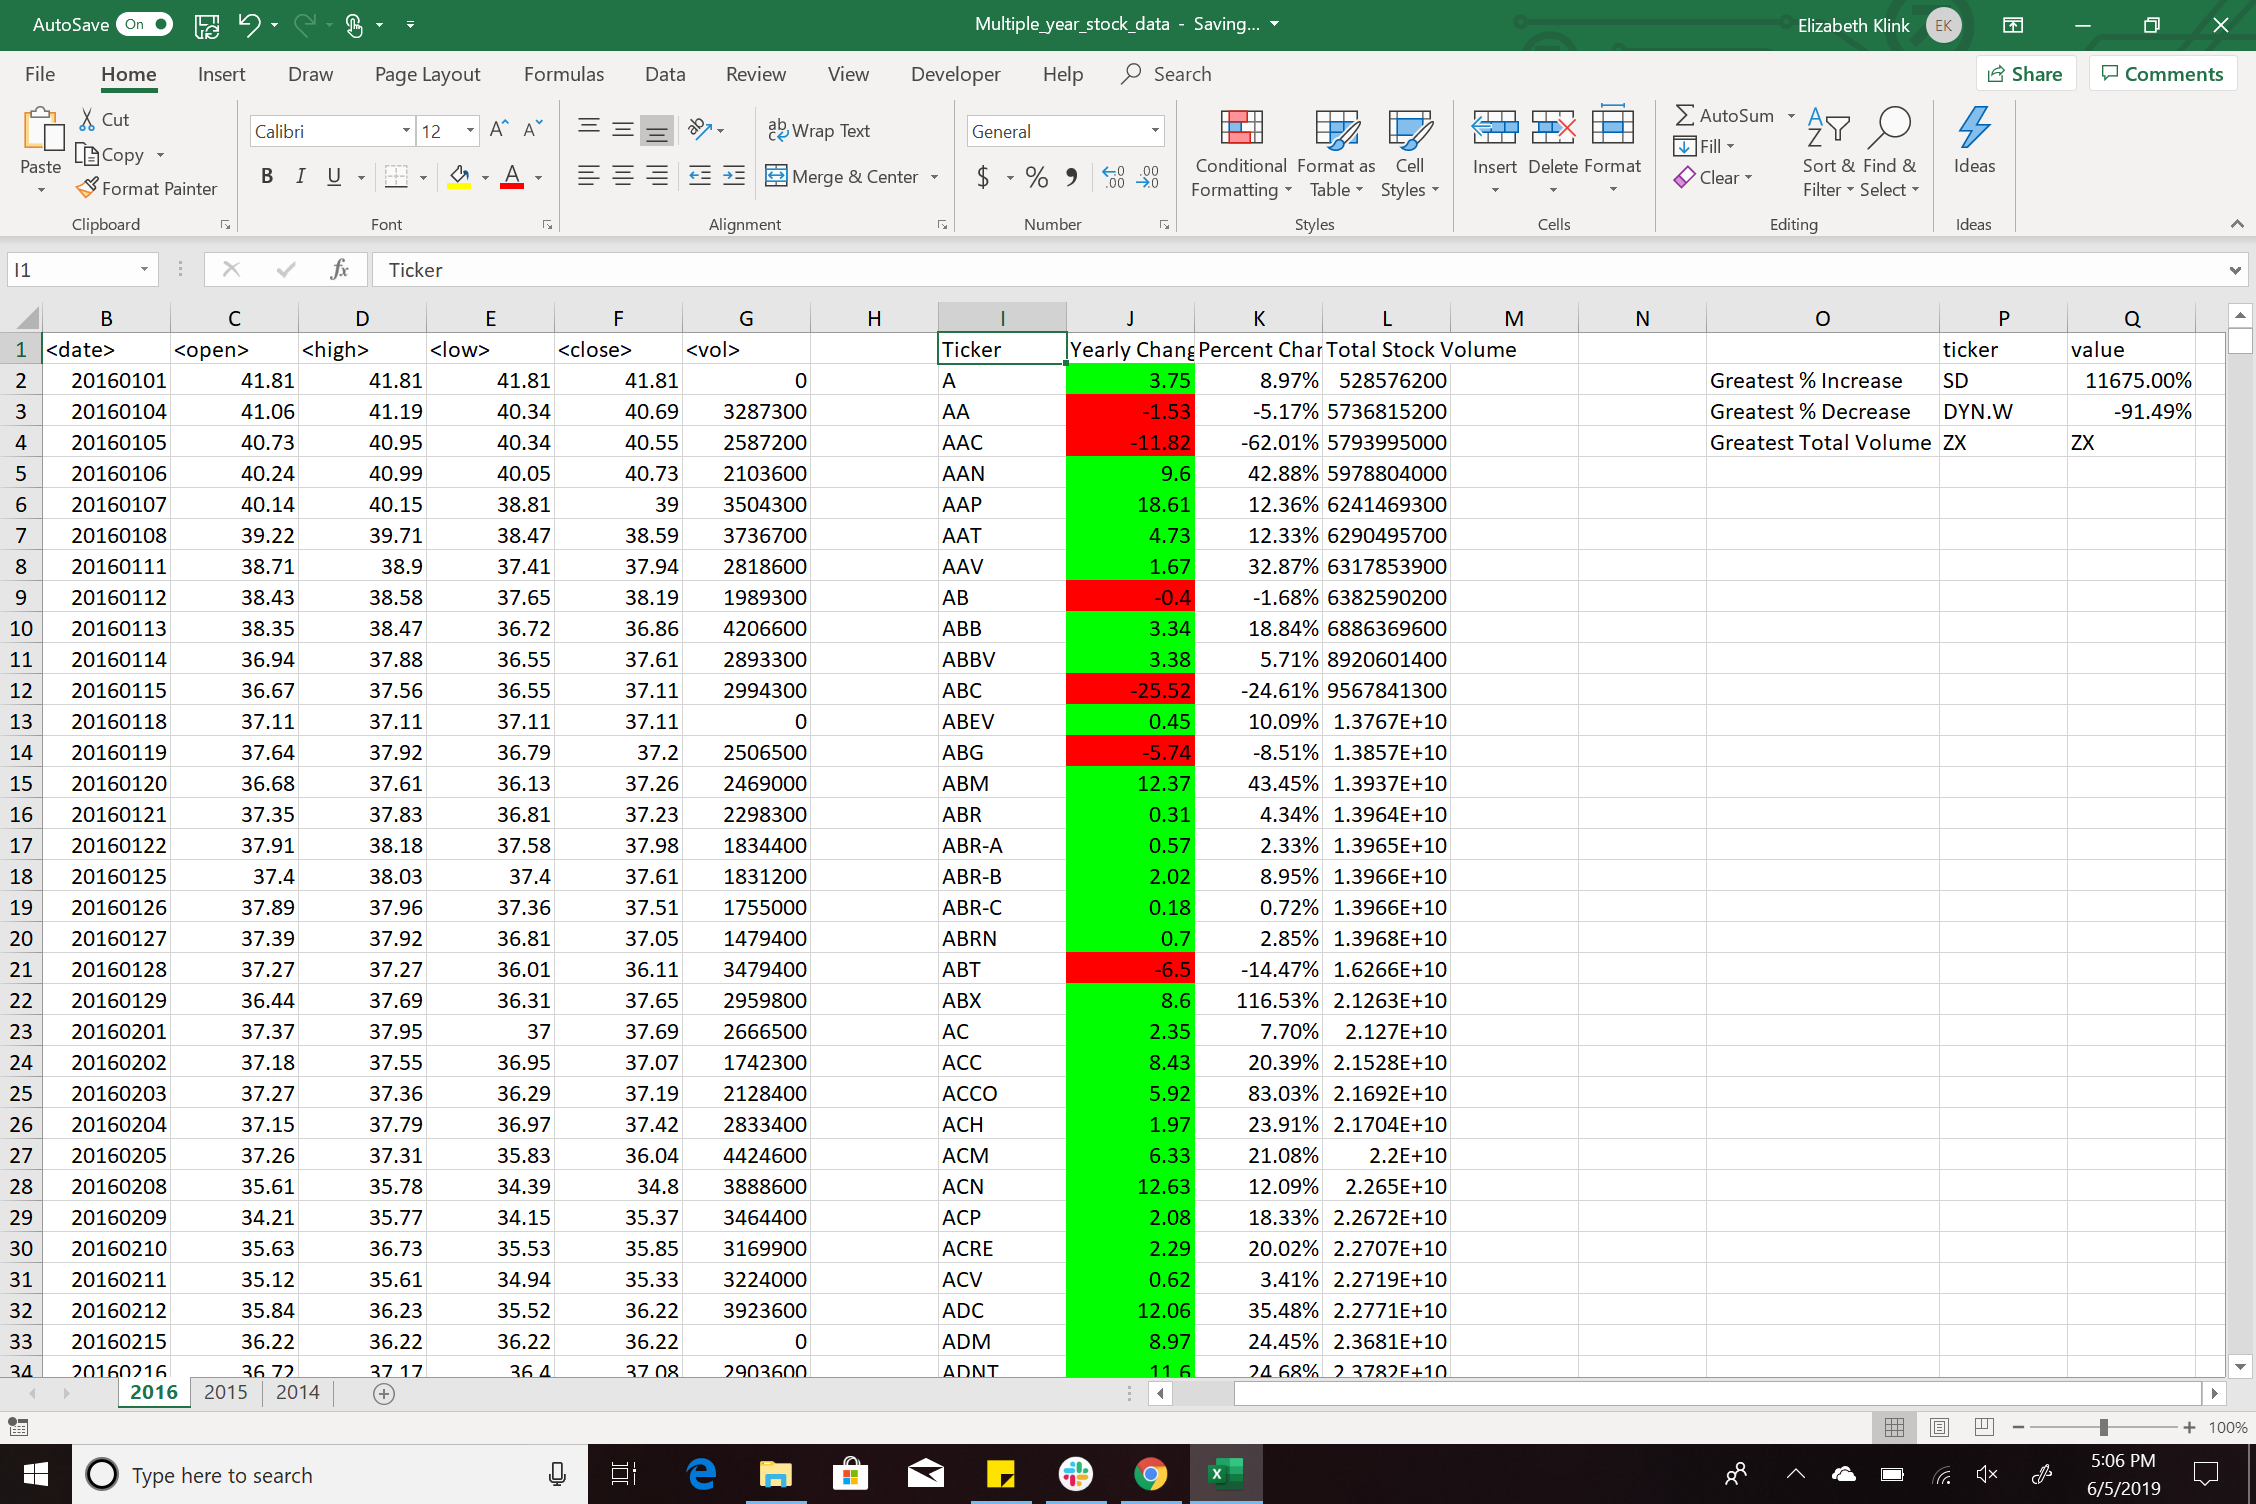 AutoSave On Multiple_year_stock_data - Saving... Elizabeth Klink EK
File Home Insert Draw Page Layout Formulas Data Review View Developer Help Search Share Comments
Paste Cut Copy Format Painter
Clipboard
Calibri 12 B I U A
Font
ab Wrap Text
Merge & Center
Alignment
General
$ % , .00 .0
Number
Conditional Formatting Format as Table Cell Styles
Styles
Insert Delete Format
Cells
AutoSum Fill Clear Sort & Filter Find & Select
Editing
Ideas
Ideas
I1 fx Ticker
B C D E F G H I J K L M N O P Q
1 <date> <open> <high> <low> <close> <vol> Ticker Yearly Chang Percent Char Total Stock Volume ticker value
2 20160101 41.81 41.81 41.81 41.81 0 A 3.75 8.97% 528576200 Greatest % Increase SD 11675.00%
3 20160104 41.06 41.19 40.34 40.69 3287300 AA -1.53 -5.17% 5736815200 Greatest % Decrease DYN.W -91.49%
4 20160105 40.73 40.95 40.34 40.55 2587200 AAC -11.82 -62.01% 5793995000 Greatest Total Volume ZX ZX
5 20160106 40.24 40.99 40.05 40.73 2103600 AAN 9.6 42.88% 5978804000
6 20160107 40.14 40.15 38.81 39 3504300 AAP 18.61 12.36% 6241469300
7 20160108 39.22 39.71 38.47 38.59 3736700 AAT 4.73 12.33% 6290495700
8 20160111 38.71 38.9 37.41 37.94 2818600 AAV 1.67 32.87% 6317853900
9 20160112 38.43 38.58 37.65 38.19 1989300 AB -0.4 -1.68% 6382590200
10 20160113 38.35 38.47 36.72 36.86 4206600 ABB 3.34 18.84% 6886369600
11 20160114 36.94 37.88 36.55 37.61 2893300 ABBV 3.38 5.71% 8920601400
12 20160115 36.67 37.56 36.55 37.11 2994300 ABC -25.52 -24.61% 9567841300
13 20160118 37.11 37.11 37.11 37.11 0 ABEV 0.45 10.09% 1.3767E+10
14 20160119 37.64 37.92 36.79 37.2 2506500 ABG -5.74 -8.51% 1.3857E+10
15 20160120 36.68 37.61 36.13 37.26 2469000 ABM 12.37 43.45% 1.3937E+10
16 20160121 37.35 37.83 36.81 37.23 2298300 ABR 0.31 4.34% 1.3964E+10
17 20160122 37.91 38.18 37.58 37.98 1834400 ABR-A 0.57 2.33% 1.3965E+10
18 20160125 37.4 38.03 37.4 37.61 1831200 ABR-B 2.02 8.95% 1.3966E+10
19 20160126 37.89 37.96 37.36 37.51 1755000 ABR-C 0.18 0.72% 1.3966E+10
20 20160127 37.39 37.92 36.81 37.05 1479400 ABRN 0.7 2.85% 1.3968E+10
21 20160128 37.27 37.27 36.01 36.11 3479400 ABT -6.5 -14.47% 1.6266E+10
22 20160129 36.44 37.69 36.31 37.65 2959800 ABX 8.6 116.53% 2.1263E+10
23 20160201 37.37 37.95 37 37.69 2666500 AC 2.35 7.70% 2.127E+10
24 20160202 37.18 37.55 36.95 37.07 1742300 ACC 8.43 20.39% 2.1528E+10
25 20160203 37.27 37.36 36.29 37.19 2128400 ACCO 5.92 83.03% 2.1692E+10
26 20160204 37.15 37.79 36.97 37.42 2833400 ACH 1.97 23.91% 2.1704E+10
27 20160205 37.26 37.31 35.83 36.04 4424600 ACM 6.33 21.08% 2.2E+10
28 20160208 35.61 35.78 34.39 34.8 3888600 ACN 12.63 12.09% 2.265E+10
29 20160209 34.21 35.77 34.15 35.37 3464400 ACP 2.08 18.33% 2.2672E+10
30 20160210 35.63 36.73 35.53 35.85 3169900 ACRE 2.29 20.02% 2.2707E+10
31 20160211 35.12 35.61 34.94 35.33 3224000 ACV 0.62 3.41% 2.2719E+10
32 20160212 35.84 36.23 35.52 36.22 3923600 ADC 12.06 35.48% 2.2771E+10
33 20160215 36.22 36.22 36.22 36.22 0 ADM 8.97 24.45% 2.3681E+10
34 20160216 36.72 37.17 36.4 37.08 2903600 ADNT 11.6 24.68% 2.3782E+10
2016 2015 2014
100%
Type here to search 5:06 PM
6/5/2019